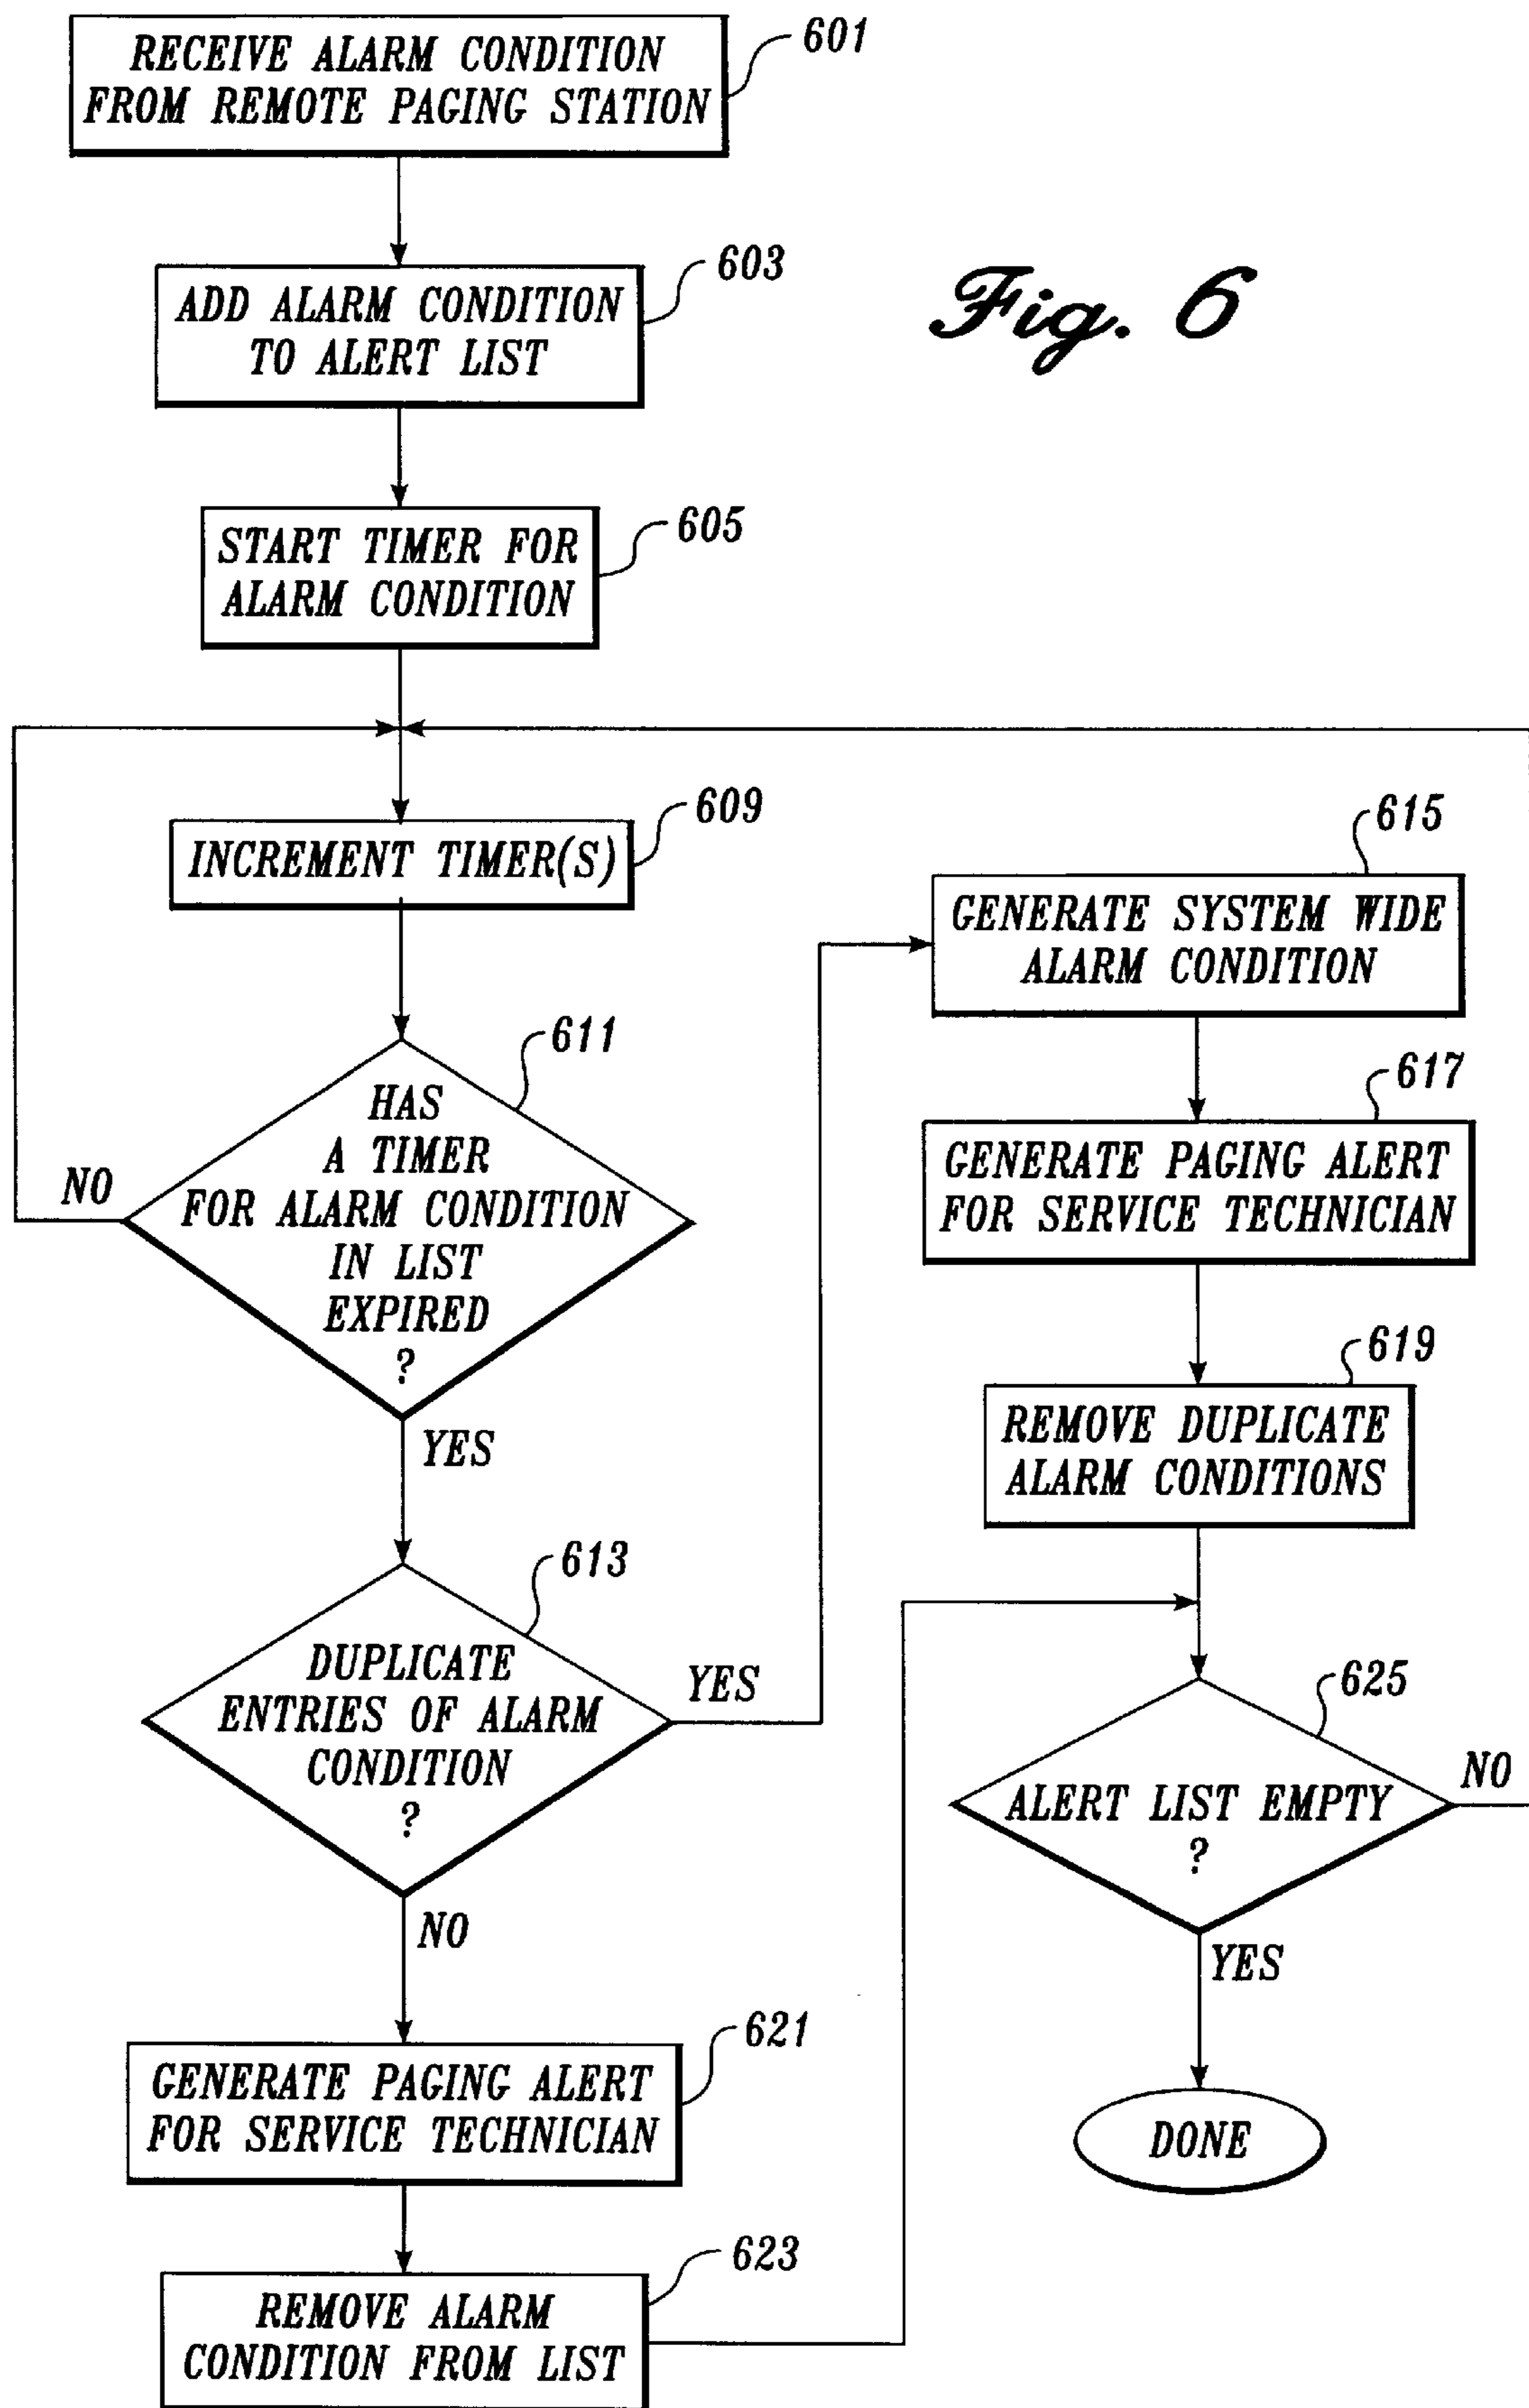 601
RECEIVE ALARM CONDITION
FROM REMOTE PAGING STATION
603
ADD ALARM CONDITION
TO ALERT LIST
Fig. 6
605
START TIMER FOR
ALARM CONDITION
609
INCREMENT TIMER(S)
611
HAS
A TIMER
FOR ALARM CONDITION
IN LIST
EXPIRED
?
NO
YES
613
DUPLICATE
ENTRIES OF ALARM
CONDITION
?
YES
NO
615
GENERATE SYSTEM WIDE
ALARM CONDITION
617
GENERATE PAGING ALERT
FOR SERVICE TECHNICIAN
619
REMOVE DUPLICATE
ALARM CONDITIONS
621
GENERATE PAGING ALERT
FOR SERVICE TECHNICIAN
623
REMOVE ALARM
CONDITION FROM LIST
625
ALERT LIST EMPTY
?
NO
YES
DONE